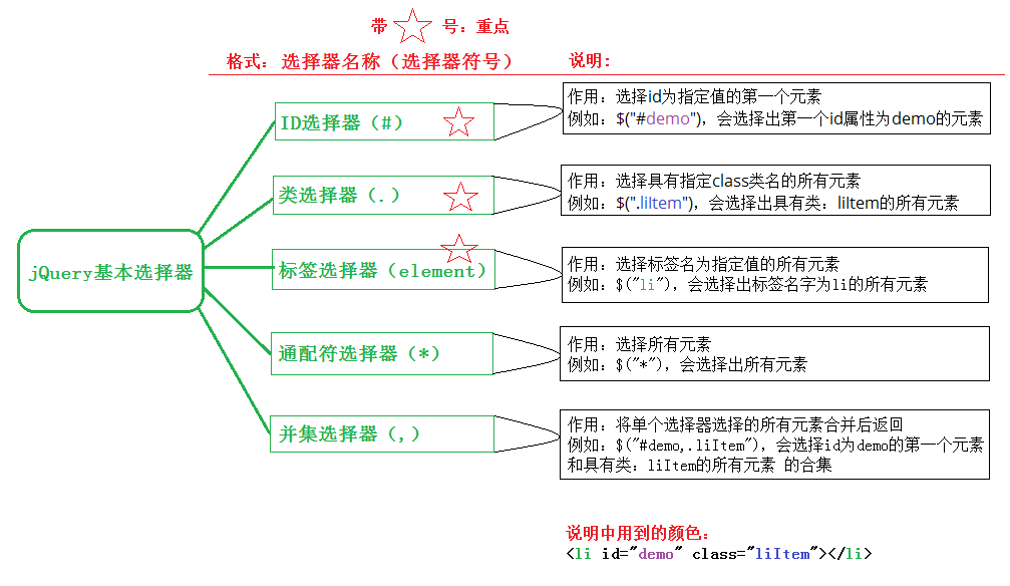 带☆号：重点
格式：选择器名称（选择器符号）
说明：
jQuery基本选择器
ID选择器（#）
作用：选择id为指定值的第一个元素
例如：$("#demo")，会选择出第一个id属性为demo的元素
类选择器（.）
作用：选择具有指定class类名的所有元素
例如：$(".liItem")，会选择出具有类：liItem的所有元素
标签选择器（element）
作用：选择标签名为指定值的所有元素
例如：$("li")，会选择出标签名字为li的所有元素
通配符选择器（*）
作用：选择所有元素
例如：$("*")，会选择出所有元素
并集选择器（,）
作用：将单个选择器选择的所有元素合并后返回
例如：$("#demo,.liItem")，会选择id为demo的第一个元素
和具有类：liItem的所有元素 的合集
说明中用到的颜色：
<li id="demo" class="liItem"></li>